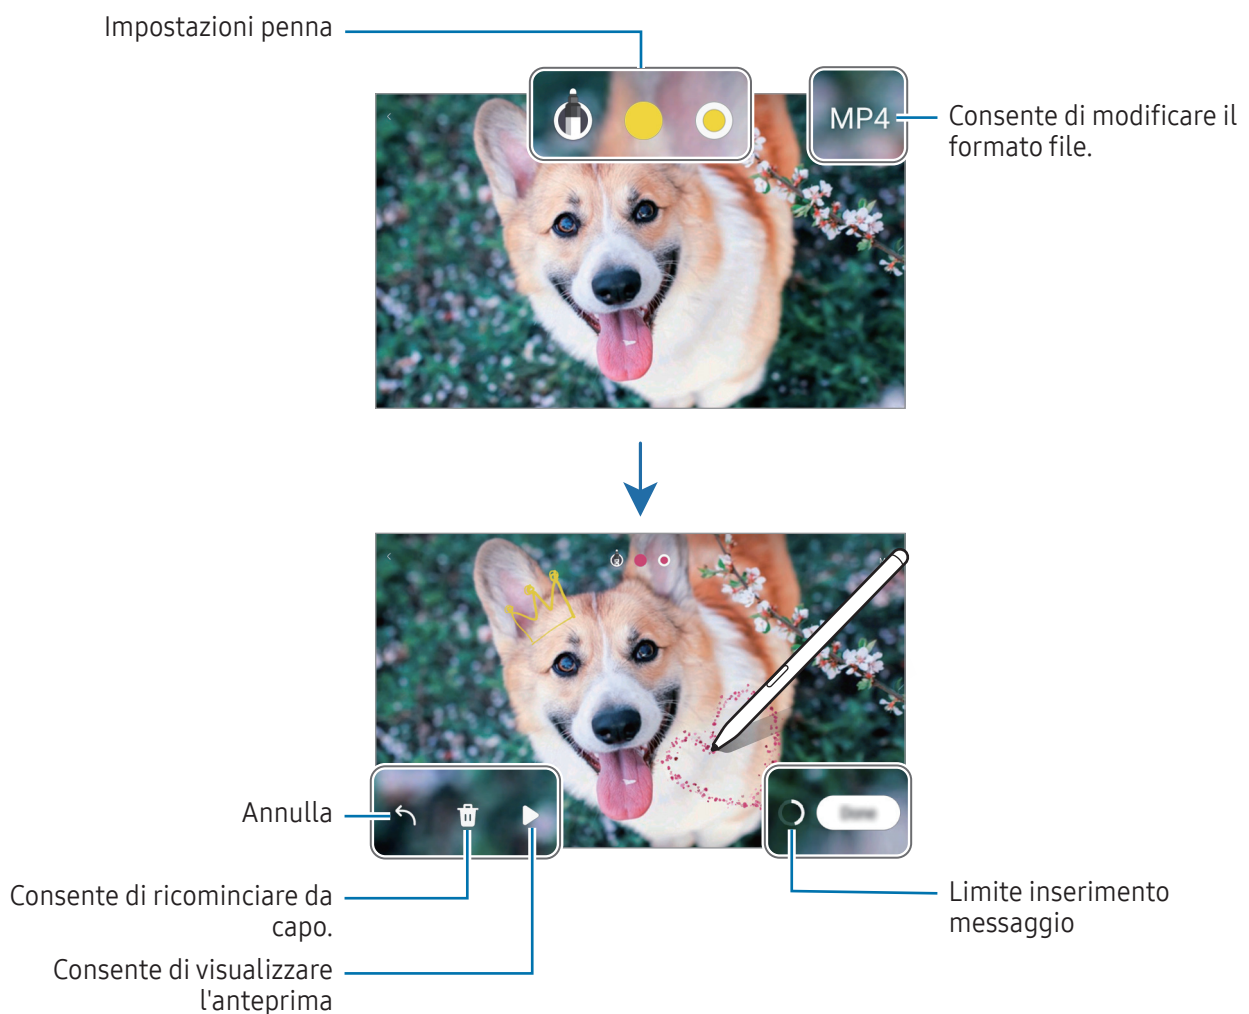 Impostazioni penna
MP4
Consente di modificare il
formato file.
Annulla
Done
Consente di ricominciare da
capo.
Limite inserimento
messaggio
Consente di visualizzare
l'anteprima